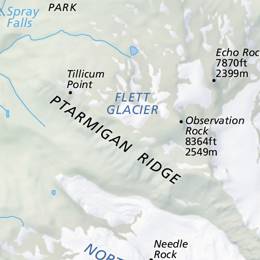 PARK
Spray
Falls
Echo Roc
7870ft
2399m
Tillicum
Point
FLETT
GLACIER
PTARMIGAN RIDGE
Observation
Rock
8364ft
2549m
NORT
Needle
Rock